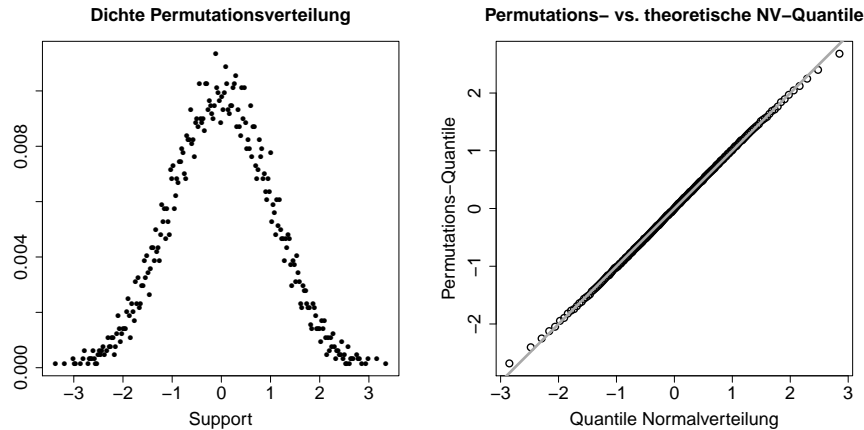 Dichte Permutationsverteilung
0.008
0.004
0.000
−3 −2 −1 0 1 2 3
Support
Permutations− vs. theoretische NV−Quantile
Permutations−Quantile
2
1
0
−1
−2
−3 −2 −1 0 1 2 3
Quantile Normalverteilung